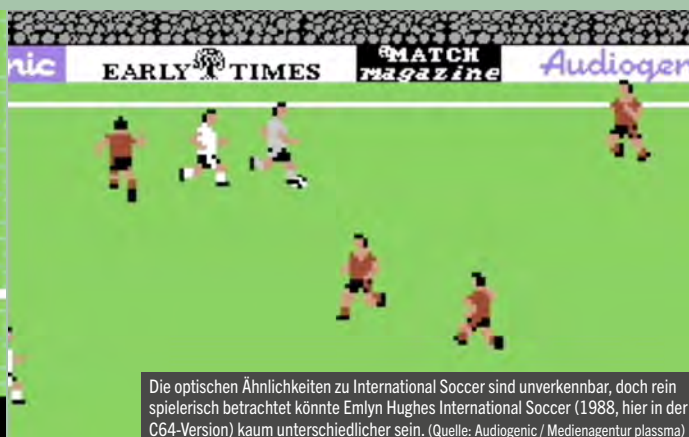 nic EARLY TIMES MATCH magazine Audiogen
Die optischen Ähnlichkeiten zu International Soccer sind unverkennbar, doch rein
spielerisch betrachtet könnte Emlyn Hughes International Soccer (1988, hier in der
C64-Version) kaum unterschiedlicher sein. (Quelle: Audiogenic / Medienagentur plassma)